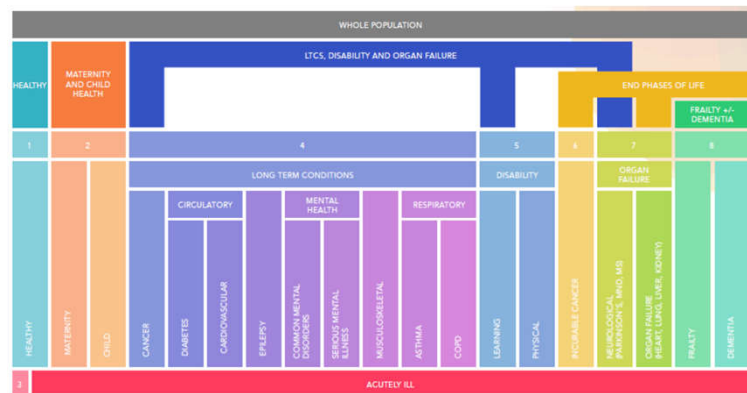 WHOLE POPULATION
HEALTHY
MATERNITY
AND CHILD
HEALTH
LTCS, DISABILITY AND ORGAN FAILURE
END PHASES OF LIFE
FRAILTY +/-
DEMENTIA
1
2
4
5
6
7
8
LONG TERM CONDITIONS
DISABILITY
ORGAN
FAILURE
CIRCULATORY
MENTAL
HEALTH
RESPIRATORY
HEALTHY
MATERNITY
CHILD
CANCER
DIABETES
CARDIOVASCULAR
EPILEPSY
COMMON MENTAL
DISORDERS
SERIOUS MENTAL
ILLNESS
MUSCULOSKELETAL
ASTHMA
COPD
LEARNING
PHYSICAL
INCURABLE CANCER
NEUROLOGICAL
(PARKINSON'S, MND, MS)
ORGAN FAILURE
(HEART, LUNG, LIVER, KIDNEY)
FRAILTY
DEMENTIA
3
ACUTELY ILL